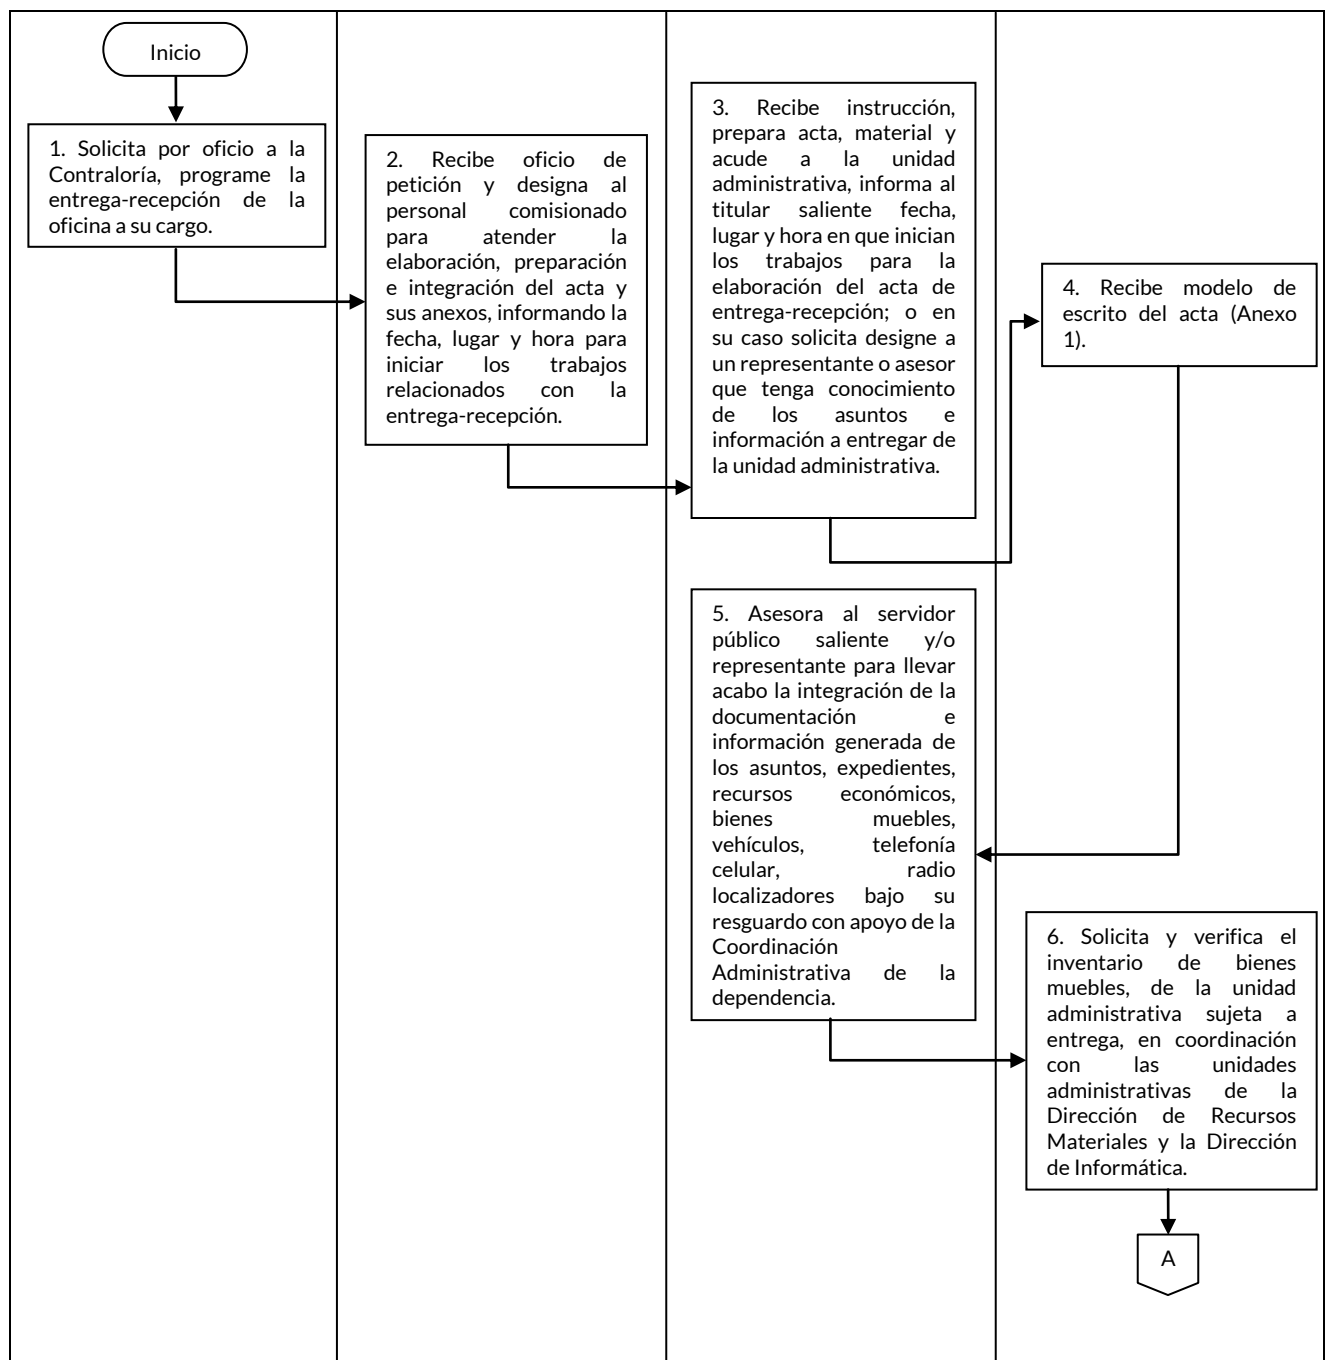 Inicio
1. Solicita por oficio a la
Contraloría, programe la
entrega-recepción de la
oficina a su cargo.
2. Recibe oficio de
petición y designa al
personal comisionado
para atender la
elaboración, preparación
e integración del acta y
sus anexos, informando la
fecha, lugar y hora para
iniciar los trabajos
relacionados con la
entrega-recepción.
3. Recibe instrucción,
prepara acta, material y
acude a la unidad
administrativa, informa al
titular saliente fecha,
lugar y hora en que inician
los trabajos para la
elaboración del acta de
entrega-recepción; o en
su caso solicita designe a
un representante o asesor
que tenga conocimiento
de los asuntos e
información a entregar de
la unidad administrativa.
4. Recibe modelo de
escrito del acta (Anexo
1).
5. Asesora al servidor
público saliente y/o
representante para llevar
acabo la integración de la
documentación e
información generada de
los asuntos, expedientes,
recursos económicos,
bienes muebles,
vehículos, telefonía
celular, radio
localizadores bajo su
resguardo con apoyo de la
Coordinación
Administrativa de la
dependencia.
6. Solicita y verifica el
inventario de bienes
muebles, de la unidad
administrativa sujeta a
entrega, en coordinación
con las unidades
administrativas de la
Dirección de Recursos
Materiales y la Dirección
de Informática.
A